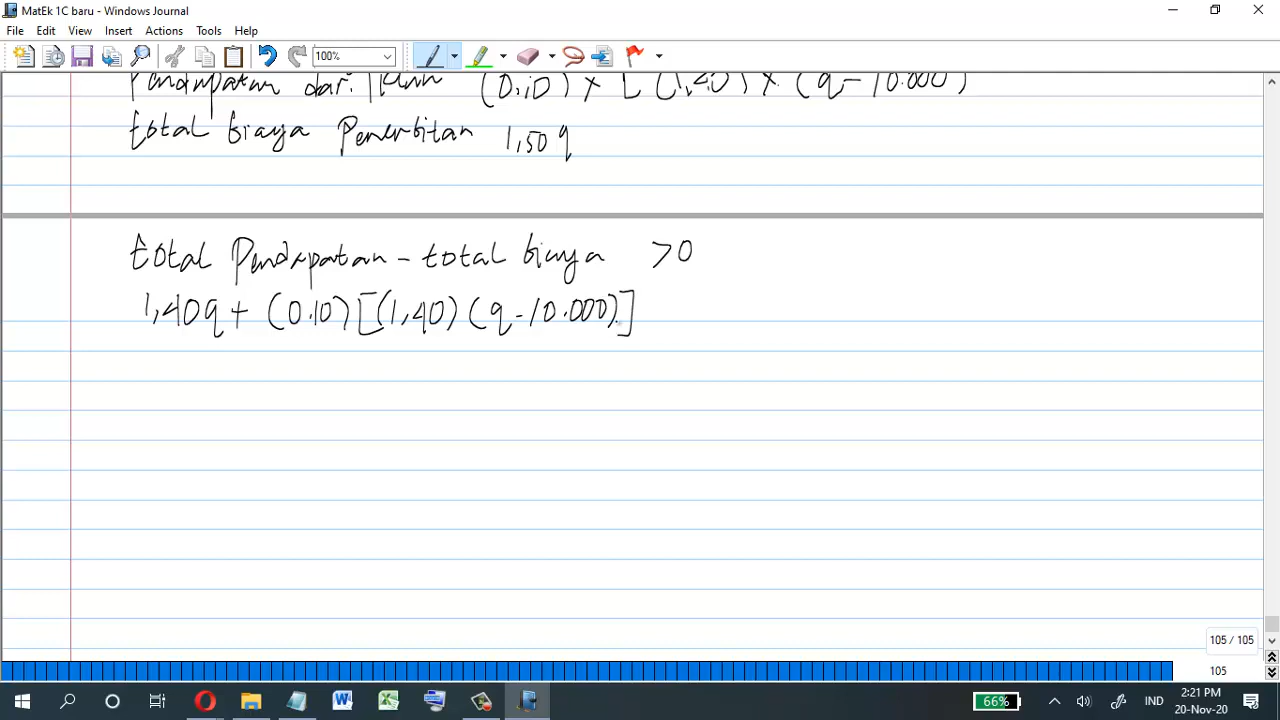 MatEk 1C baru - Windows Journal
File Edit View Insert Actions Tools Help
100%
Pendapatan dari Iklan (0,10) × [ (1,40) × (q - 10.000)
total biaya Penerbitan 1,50 q
total Pendapatan - total biaya > 0
1,40q + (0.10) [(1,40) (q - 10.000)]
105 / 105
105
66% IND 2:21 PM
20-Nov-20